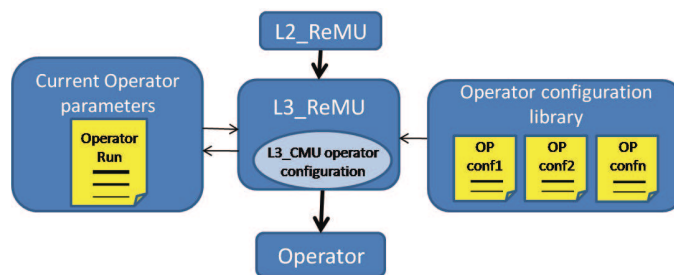 L2_ReMU
Current Operator
parameters
Operator
Run
L3_ReMU
L3_CMU operator
configuration
Operator configuration
library
OP
conf1
OP
conf2
OP
confn
Operator